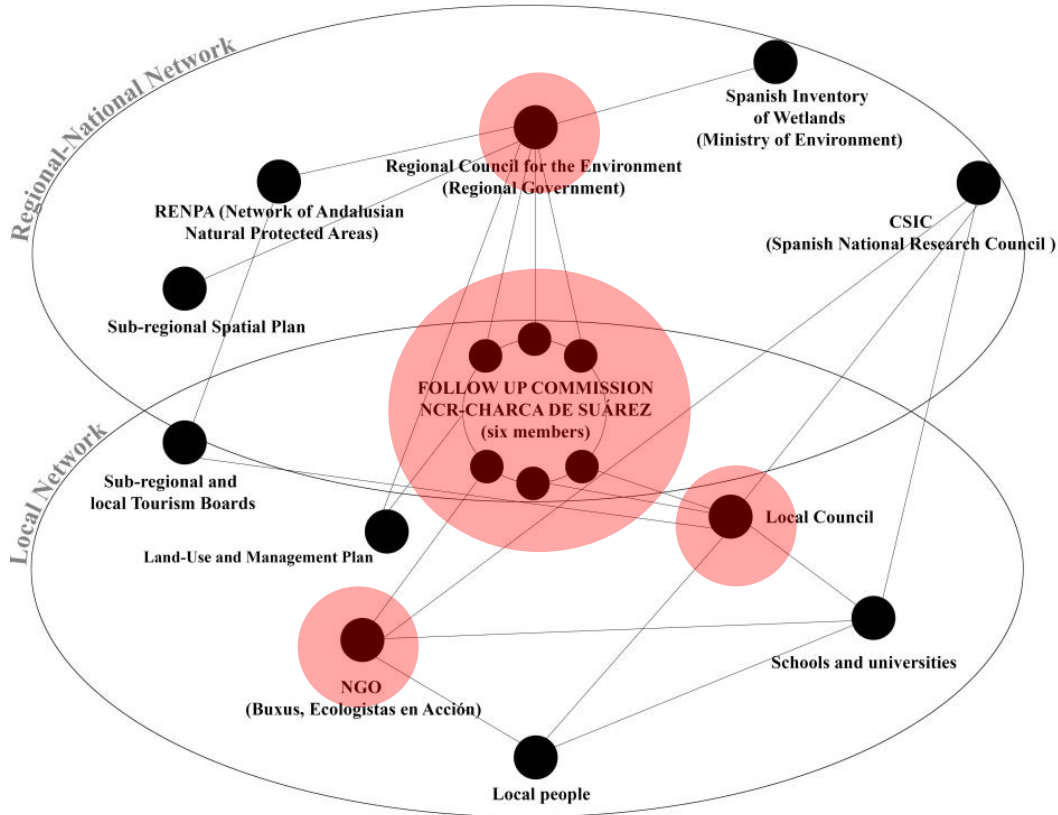 Regional-National Network
Spanish Inventory
of Wetlands
(Ministry of Environment)
Regional Council for the Environment
(Regional Government)
RENPA (Network of Andalusian
Natural Protected Areas)
CSIC
(Spanish National Research Council )
Sub-regional Spatial Plan
FOLLOW UP COMMISSION
NCR-CHARCA DE SUÁREZ
(six members)
Local Network
Sub-regional and
local Tourism Boards
Local Council
Land-Use and Management Plan
Schools and universities
NGO
(Buxus, Ecologistas en Acción)
Local people